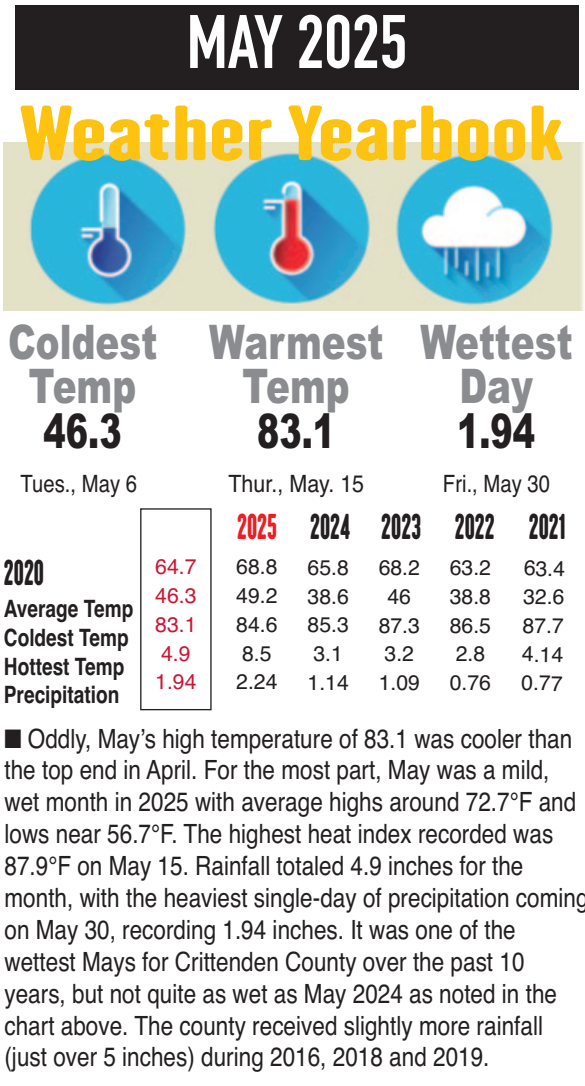 MAY 2025
Weather Yearbook
Coldest Temp
46.3
Tues., May 6
Warmest Temp
83.1
Thur., May. 15
Wettest Day
1.94
Fri., May 30
2025 2024 2023 2022 2021
2020
64.7 68.8 65.8 68.2 63.2 63.4
Average Temp
46.3 49.2 38.6 46 38.8 32.6
Coldest Temp
83.1 84.6 85.3 87.3 86.5 87.7
Hottest Temp
4.9 8.5 3.1 3.2 2.8 4.14
Precipitation
1.94 2.24 1.14 1.09 0.76 0.77
■ Oddly, May's high temperature of 83.1 was cooler than
the top end in April. For the most part, May was a mild,
wet month in 2025 with average highs around 72.7°F and
lows near 56.7°F. The highest heat index recorded was
87.9°F on May 15. Rainfall totaled 4.9 inches for the
month, with the heaviest single-day of precipitation coming
on May 30, recording 1.94 inches. It was one of the
wettest Mays for Crittenden County over the past 10
years, but not quite as wet as May 2024 as noted in the
chart above. The county received slightly more rainfall
(just over 5 inches) during 2016, 2018 and 2019.